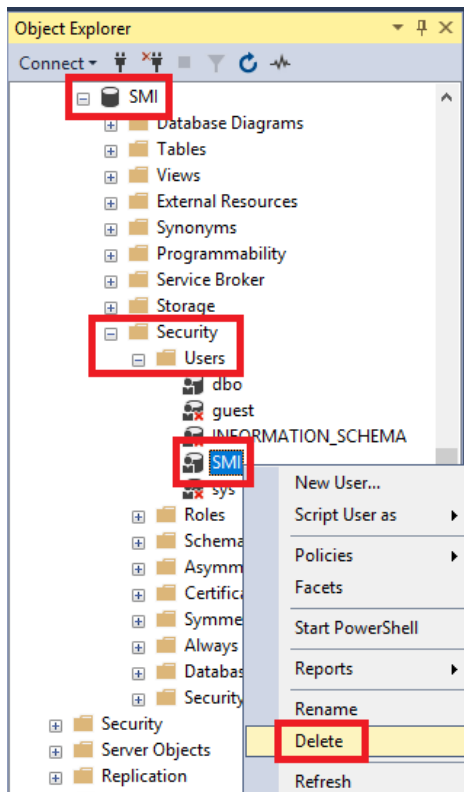 Object Explorer
Connect
SMI
Database Diagrams
Tables
Views
External Resources
Synonyms
Programmability
Service Broker
Storage
Security
Users
dbo
guest
INFORMATION_SCHEMA
SMI
sys
New User...
Roles
Script User as
Schema
Asymm
Policies
Certific
Facets
Symme
Start PowerShell
Always
Databas
Reports
Security
Rename
Security
Delete
Server Objects
Replication
Refresh